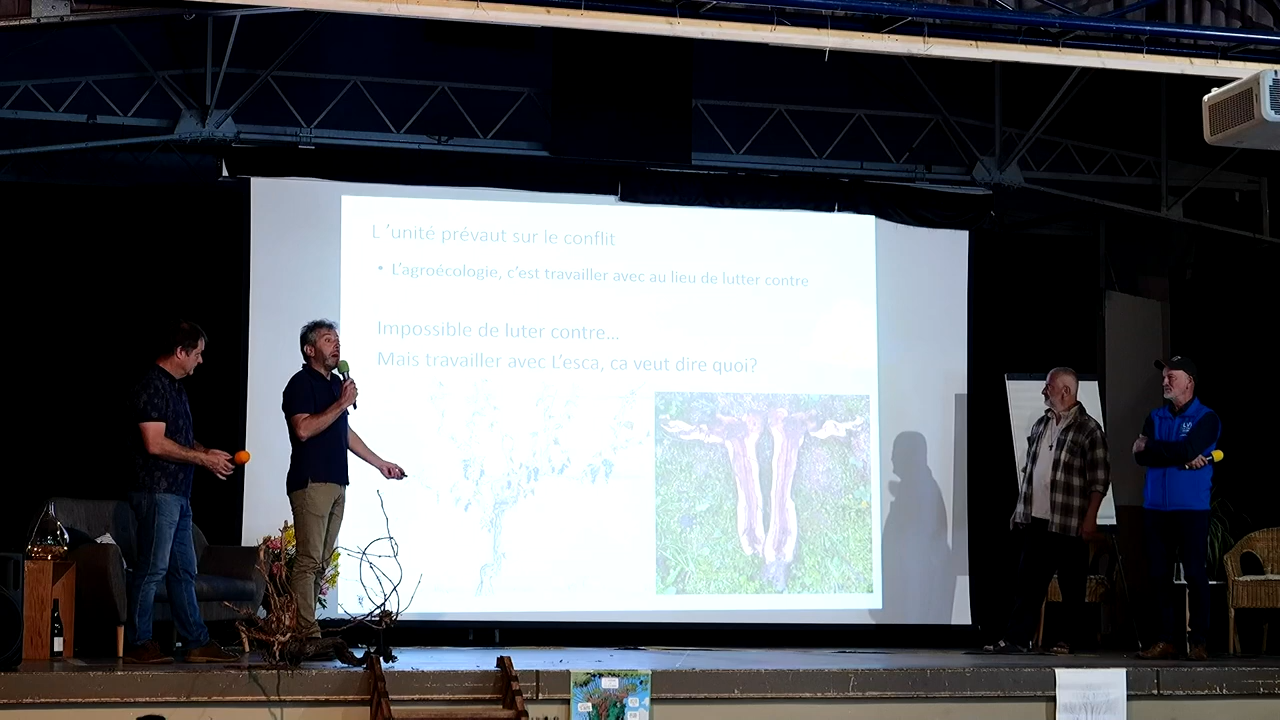 L 'unité prévaut sur le conflit
• L'agroécologie, c'est travailler avec au lieu de lutter contre
Impossible de luter contre...
Mais travailler avec L'esca, ca veut dire quoi?